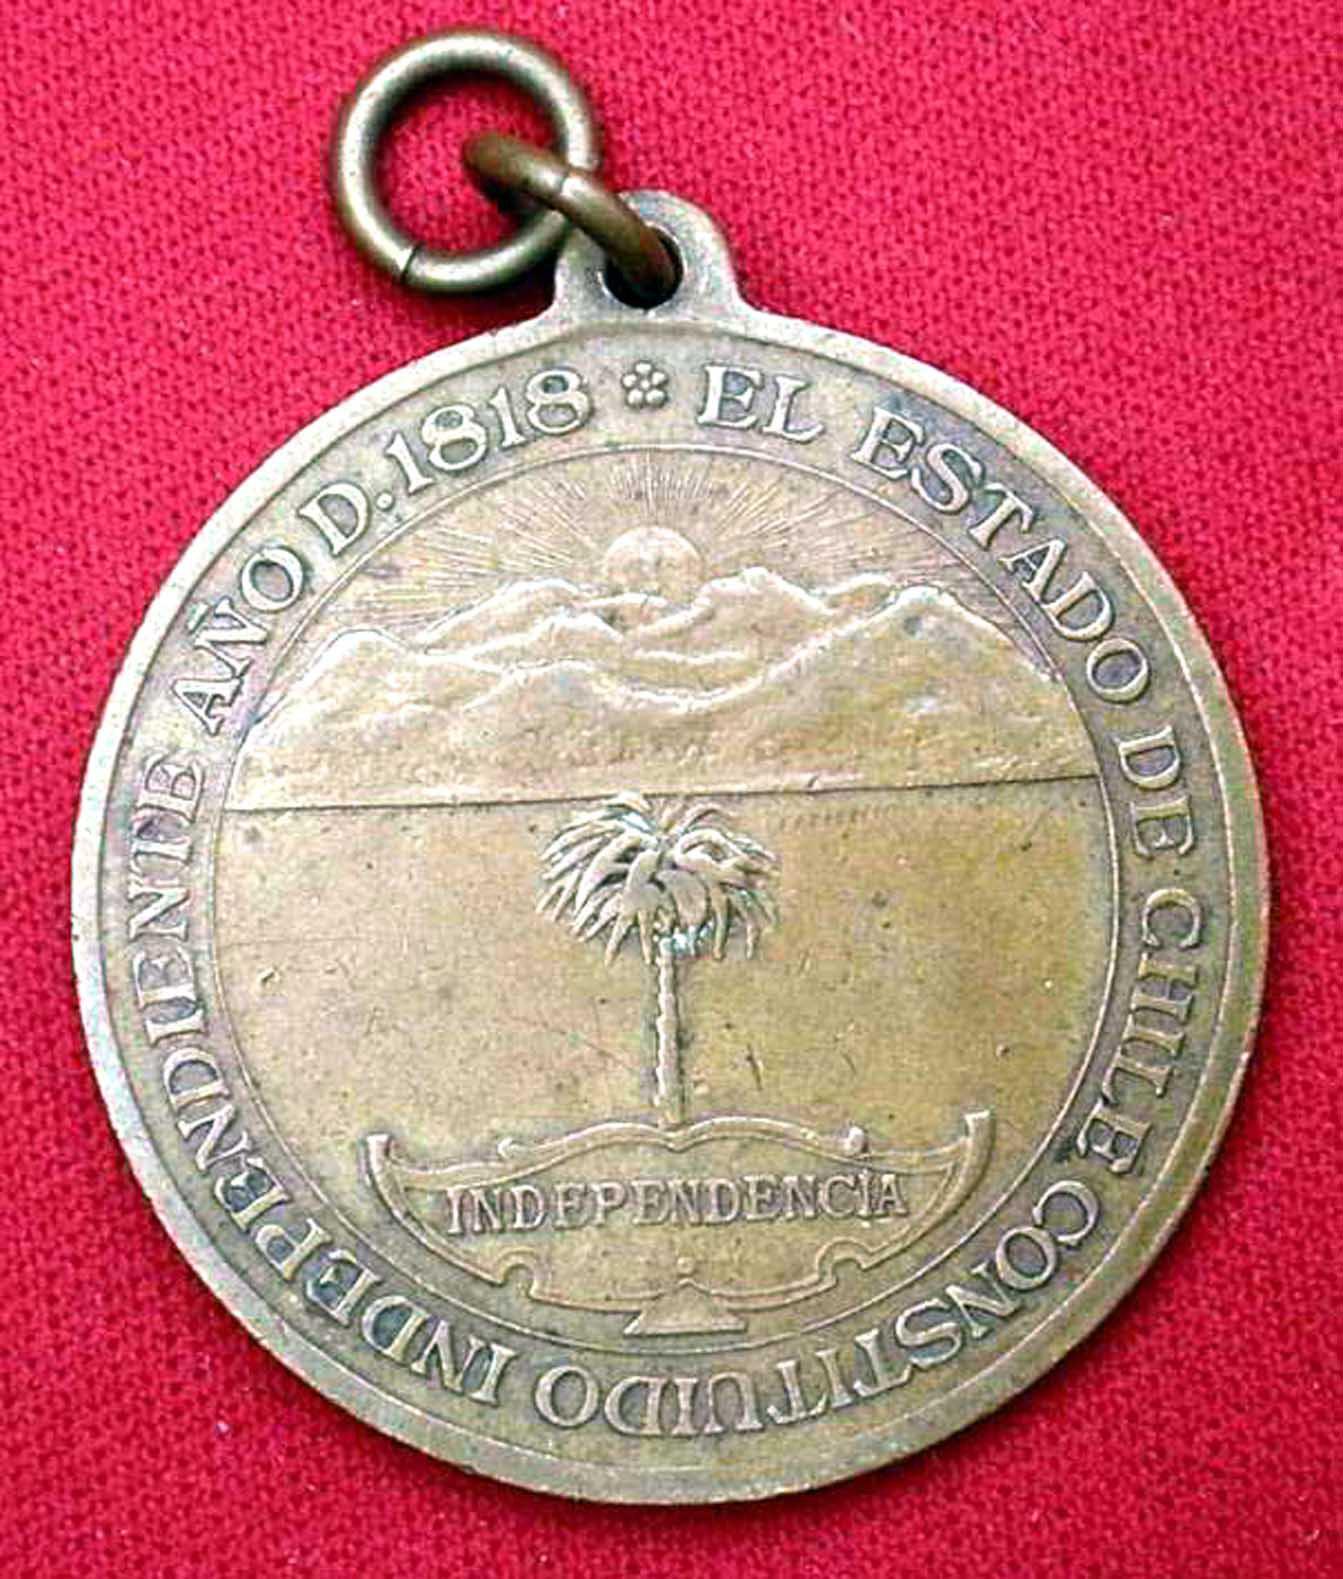 EL ESTADO DE CHILE CONSTITUIDO INDEPENDIENTE AÑO D. 1818
INDEPENDENCIA